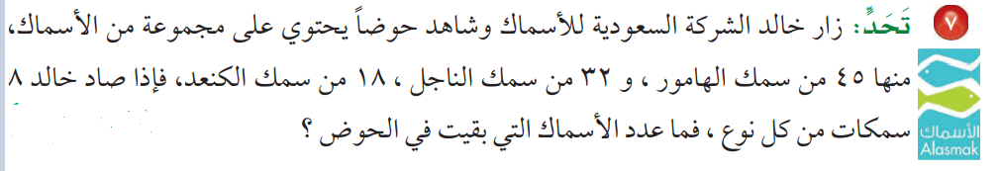 ٧ تَحَدٍّ: زار خالد الشركة السعودية للأسماك وشاهد حوضاً يحتوي على مجموعة من الأسماك،
منها ٤٥ من سمك الهامور ، و ٣٢ من سمك الناجل ، ١٨ من سمك الكنعد، فإذا صاد خالد ٨
سمكات من كل نوع ، فما عدد الأسماك التي بقيت في الحوض ؟
الأسماك
Alasmak